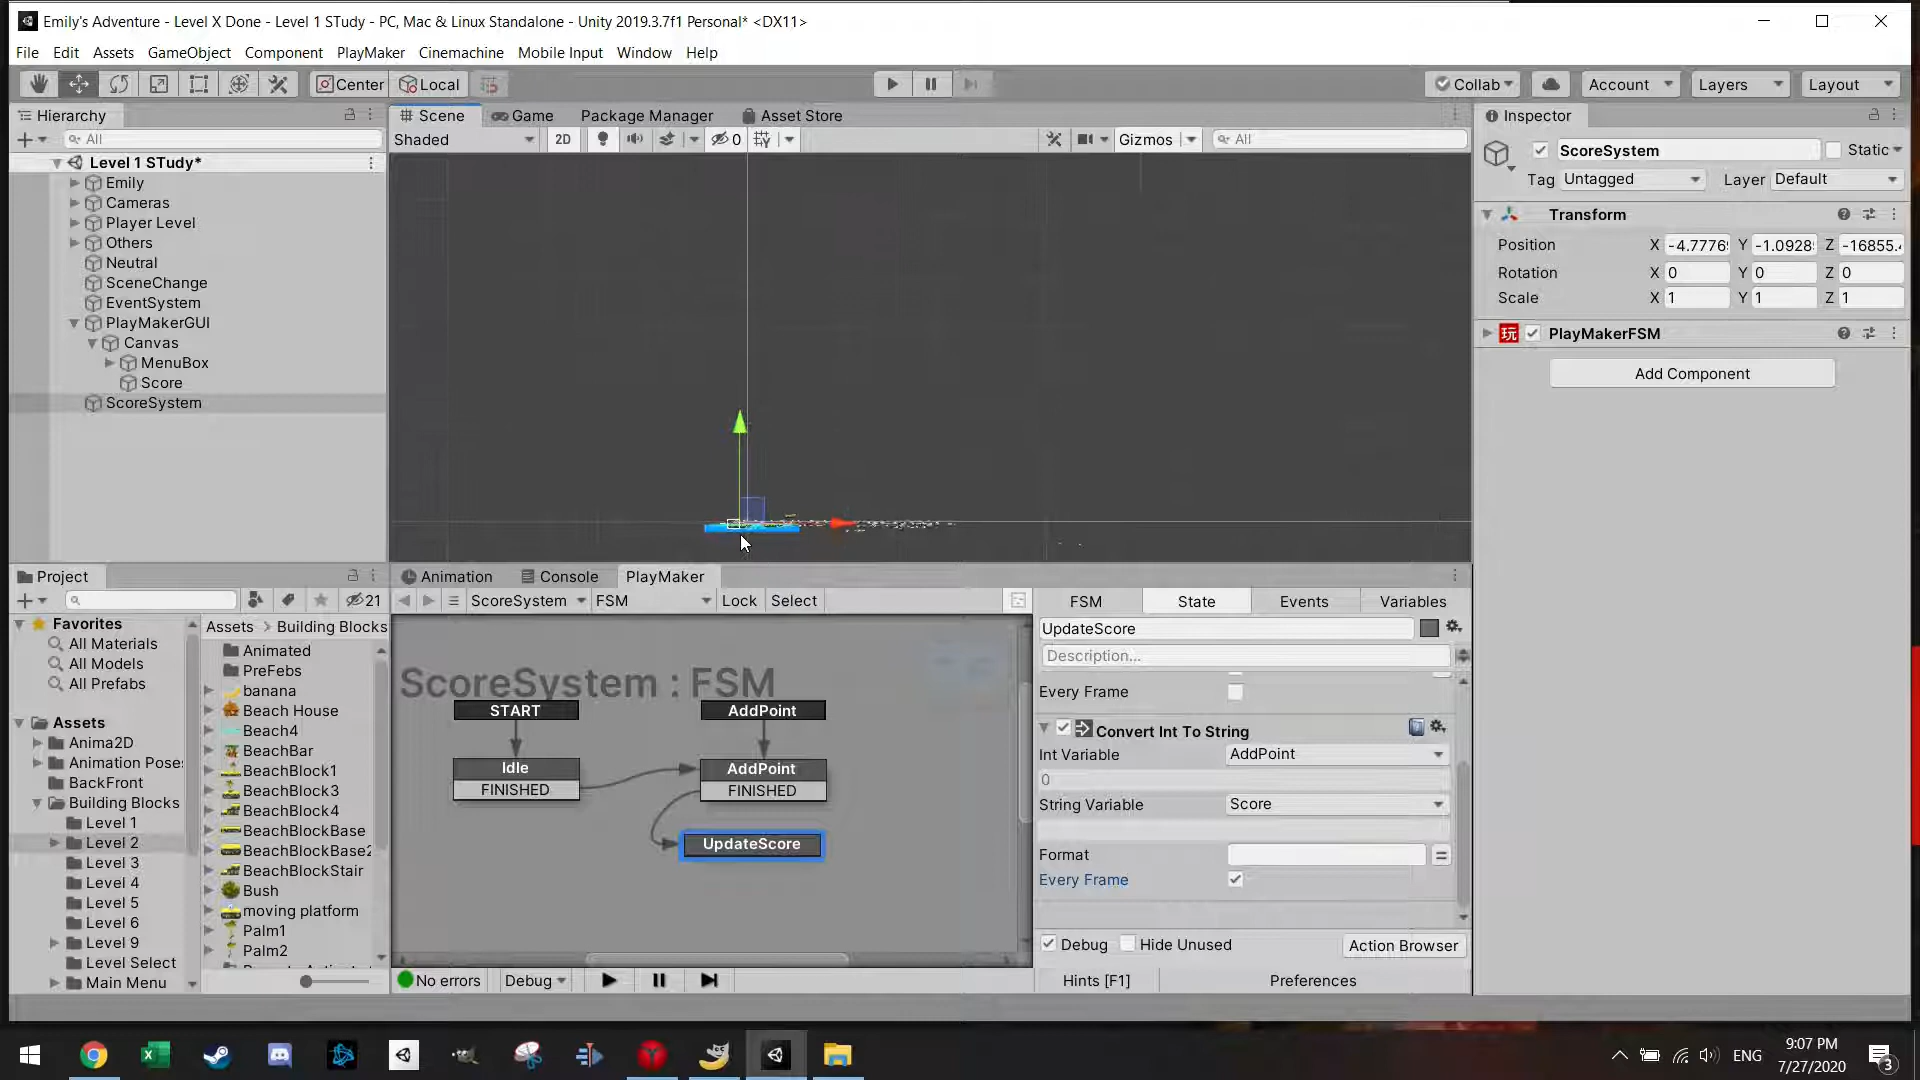 Emily's Adventure - Level X Done - Level 1 STudy - PC, Mac & Linux Standalone - Unity 2019.3.7f1 Personal* <DX11>
File Edit Assets GameObject Component PlayMaker Cinemachine Mobile Input Window Help
Center Local Collab Account Layers Layout
Hierarchy
All
Level 1 STudy*
Emily
Cameras
Player Level
Others
Neutral
SceneChange
EventSystem
PlayMakerGUI
Canvas
MenuBox
Score
ScoreSystem
Scene Game Package Manager Asset Store
Shaded 2D 0 Gizmos All
Inspector
ScoreSystem Static
Tag Untagged Layer Default
Transform
Position X -4.7776 Y -1.0928 Z -16855.
Rotation X 0 Y 0 Z 0
Scale X 1 Y 1 Z 1
玩 PlayMakerFSM
Add Component
Project
21
Favorites
All Materials
All Models
All Prefabs
Assets
Anima2D
Animation Pose
BackFront
Building Blocks
Level 1
Level 2
Level 3
Level 4
Level 5
Level 6
Level 9
Level Select
Main Menu
Assets > Building Blocks
Animated
PreFebs
banana
Beach House
Beach4
BeachBar
BeachBlock1
BeachBlock3
BeachBlock4
BeachBlockBase
BeachBlockBase2
BeachBlockStair
Bush
moving platform
Palm1
Palm2
Animation Console PlayMaker
ScoreSystem FSM Lock Select
ScoreSystem : FSM
START
Idle
FINISHED
AddPoint
AddPoint
FINISHED
UpdateScore
No errors Debug
FSM State Events Variables
UpdateScore
Description...
Every Frame
Convert Int To String
Int Variable AddPoint
0
String Variable Score
Format
Every Frame
Debug Hide Unused Action Browser
Hints [F1] Preferences
ENG
9:07 PM
7/27/2020
3